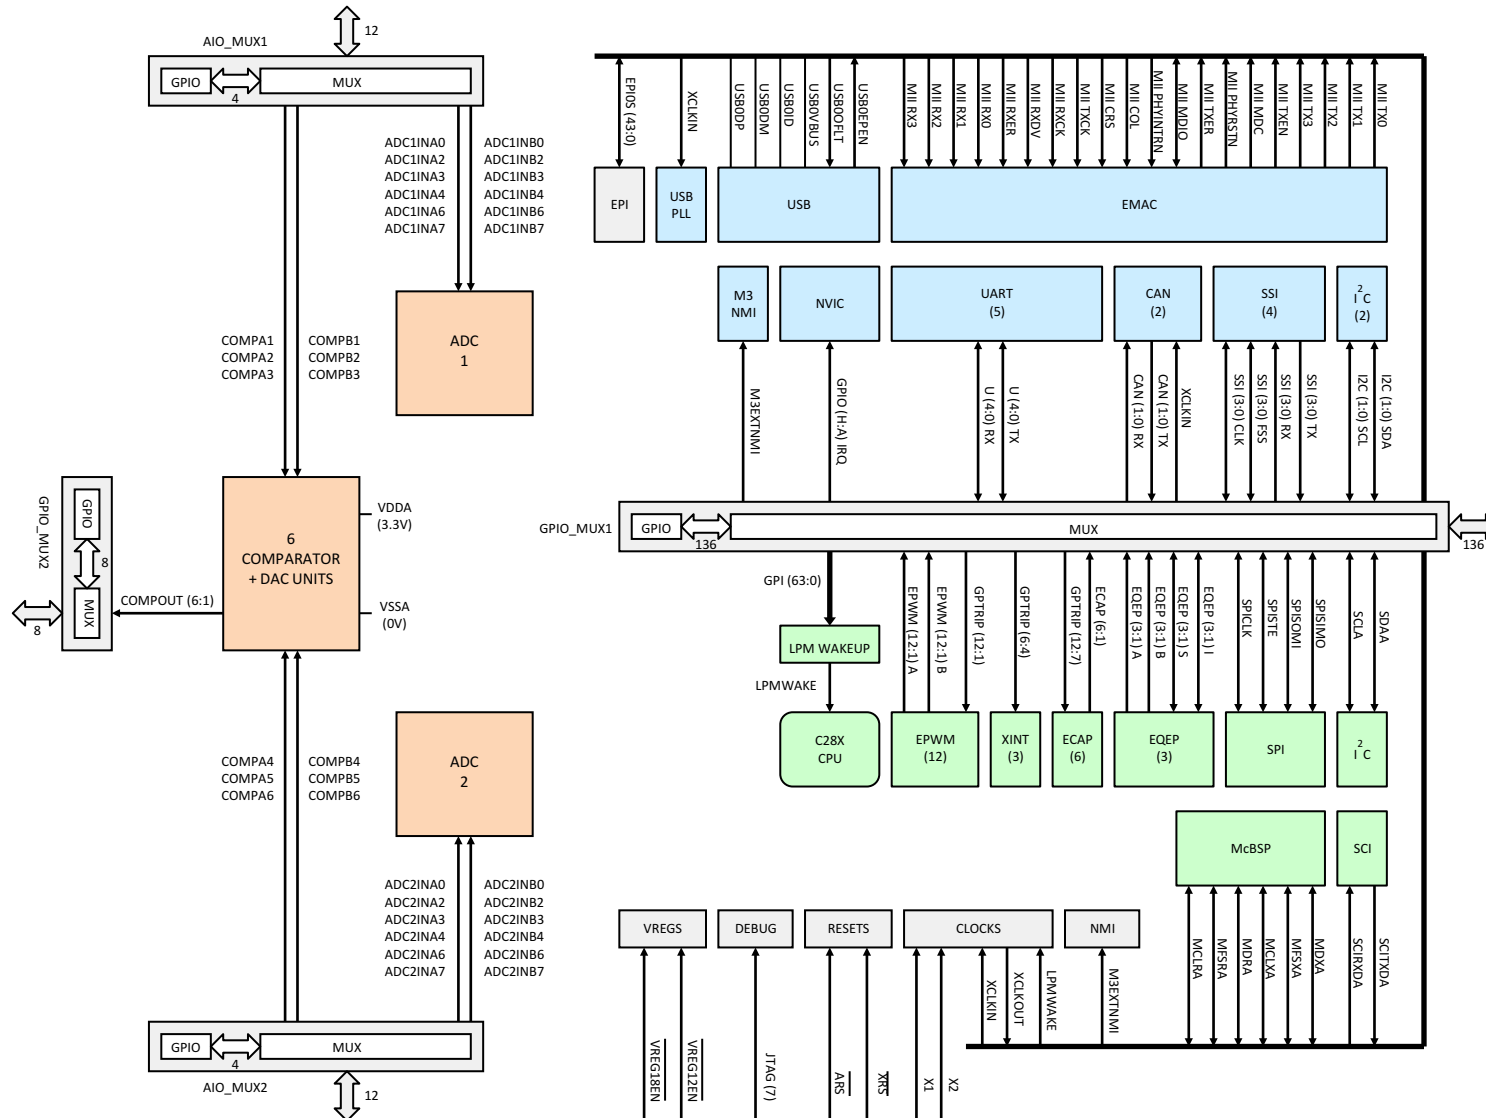 12
AIO_MUX1
GPIO
MUX
4
ADC1INA0
ADC1INA2
ADC1INA3
ADC1INA4
ADC1INA6
ADC1INA7
ADC1INB0
ADC1INB2
ADC1INB3
ADC1INB4
ADC1INB6
ADC1INB7
COMPA1
COMPA2
COMPA3
COMPB1
COMPB2
COMPB3
ADC
1
GPIO_MUX2
GPIO
8
MUX
8
COMPOUT (6:1)
6
COMPARATOR
+ DAC UNITS
VDDA
(3.3V)
VSSA
(0V)
COMPA4
COMPA5
COMPA6
COMPB4
COMPB5
COMPB6
ADC
2
ADC2INA0
ADC2INA2
ADC2INA3
ADC2INA4
ADC2INA6
ADC2INA7
ADC2INB0
ADC2INB2
ADC2INB3
ADC2INB4
ADC2INB6
ADC2INB7
GPIO
MUX
4
AIO_MUX2
12
EPI0S (43:0)
XCLKIN
USB0DP
USB0DM
USB0ID
USB0VBUS
USB0OFLT
USB0EPEN
MII RX3
MII RX2
MII RX1
MII RX0
MII RXER
MII RXDV
MII RXCK
MII TXCK
MII CRS
MII COL
MII PHYINTRN
MII MDIO
MII TXER
MII PHYRSTN
MII MDC
MII TXEN
MII TX3
MII TX2
MII TX1
MII TX0
EPI
USB
PLL
USB
EMAC
M3
NMI
NVIC
UART
(5)
CAN
(2)
SSI
(4)
I2C
(2)
M3EXTNMI
GPIO (H:A) IRQ
U (4:0) RX
U (4:0) TX
CAN (1:0) RX
CAN (1:0) TX
XCLKIN
SSI (3:0) CLK
SSI (3:0) FSS
SSI (3:0) RX
SSI (3:0) TX
I2C (1:0) SCL
I2C (1:0) SDA
GPIO_MUX1
GPIO
136
MUX
136
GPI (63:0)
LPM WAKEUP
LPMWAKE
EPWM (12:1) A
EPWM (12:1) B
GPTRIP (12:1)
GPTRIP (6:4)
GPTRIP (12:7)
ECAP (6:1)
EQEP (3:1) A
EQEP (3:1) B
EQEP (3:1) S
EQEP (3:1) I
SPICLK
SPISTE
SPISOMI
SPISIMO
SCLA
SDAA
C28X
CPU
EPWM
(12)
XINT
(3)
ECAP
(6)
EQEP
(3)
SPI
I2C
McBSP
SCI
VREGS
DEBUG
RESETS
CLOCKS
NMI
VREG18EN
VREG12EN
JTAG (7)
ARS
XRS
X1
X2
XCLKIN
XCLKOUT
LPMWAKE
M3EXTNMI
MCLRA
MFSRA
MDRA
MCLXA
MFSXA
MDXA
SCIRXDA
SCITXDA